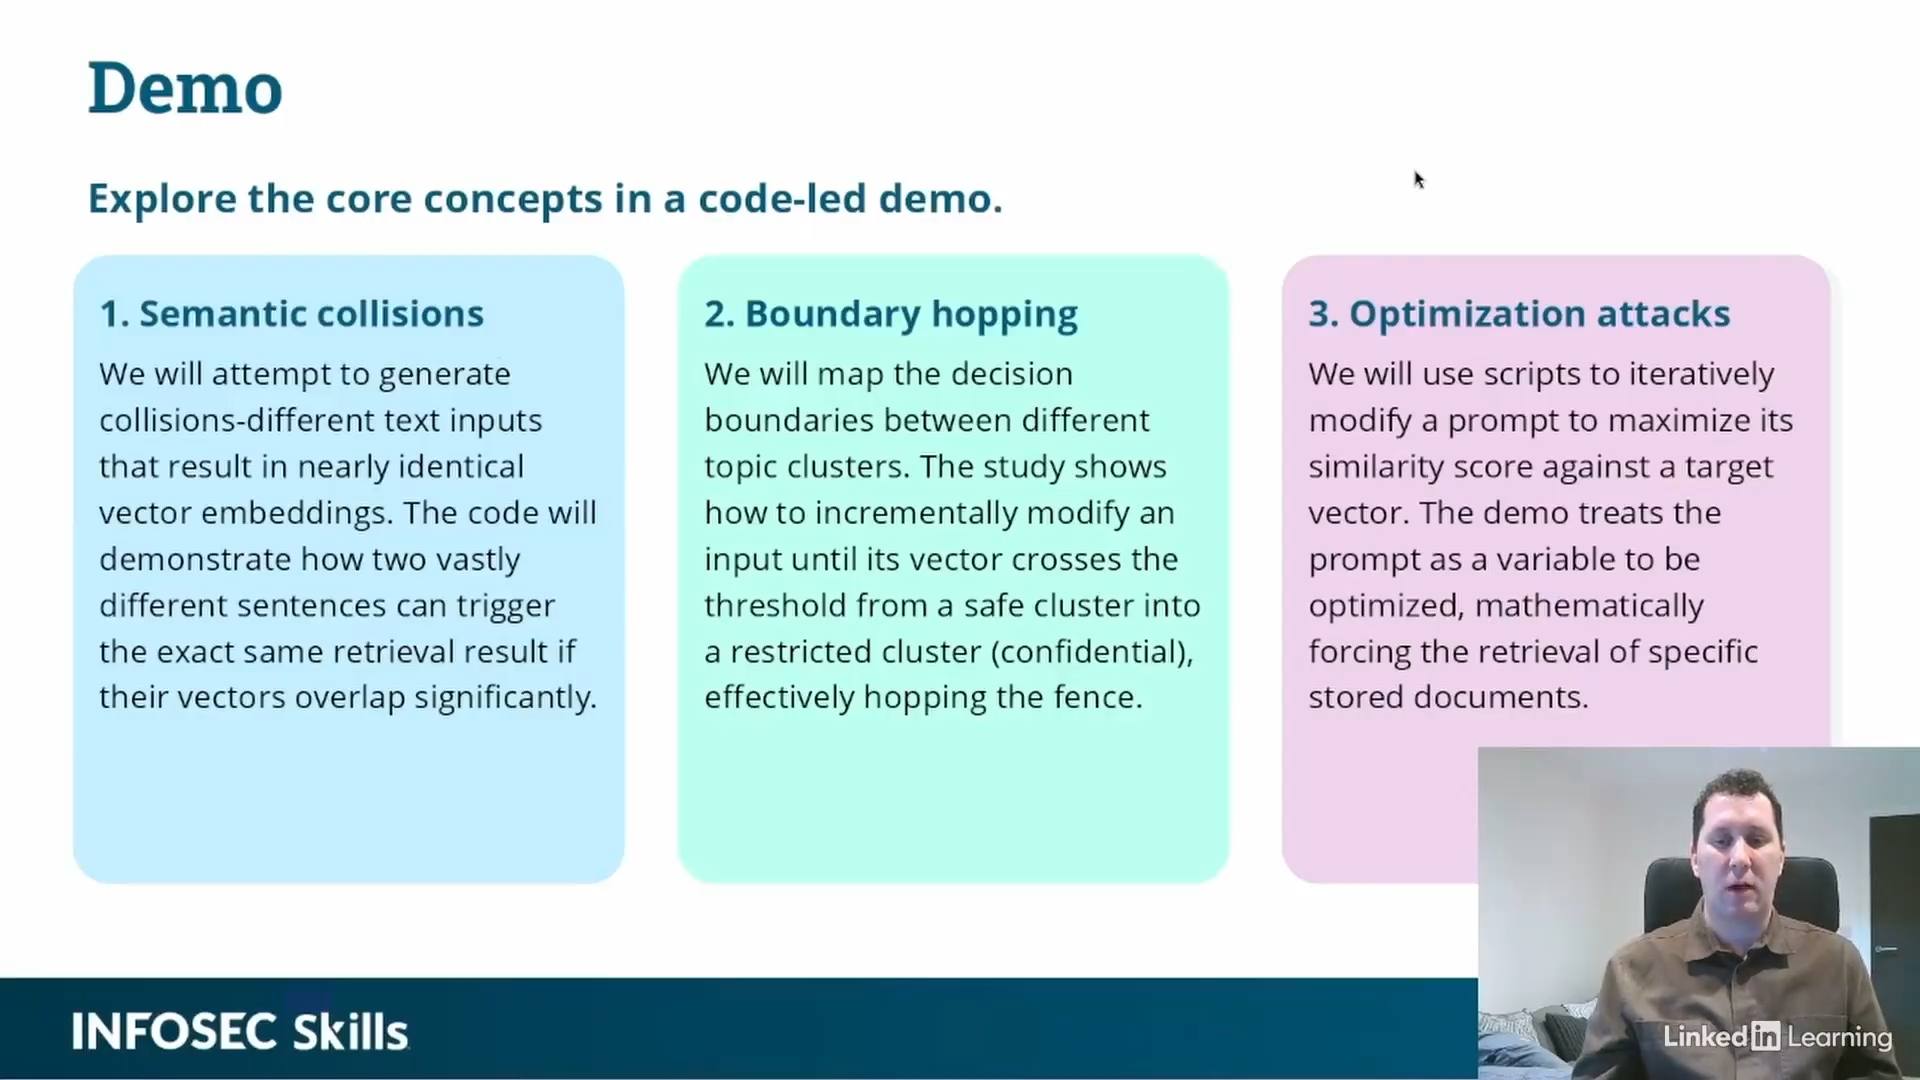 Demo
Explore the core concepts in a code-led demo.
1. Semantic collisions
We will attempt to generate
collisions-different text inputs
that result in nearly identical
vector embeddings. The code will
demonstrate how two vastly
different sentences can trigger
the exact same retrieval result if
their vectors overlap significantly.
2. Boundary hopping
We will map the decision
boundaries between different
topic clusters. The study shows
how to incrementally modify an
input until its vector crosses the
threshold from a safe cluster into
a restricted cluster (confidential),
effectively hopping the fence.
3. Optimization attacks
We will use scripts to iteratively
modify a prompt to maximize its
similarity score against a target
vector. The demo treats the
prompt as a variable to be
optimized, mathematically
forcing the retrieval of specific
stored documents.
INFOSEC Skills
LinkedIn Learning